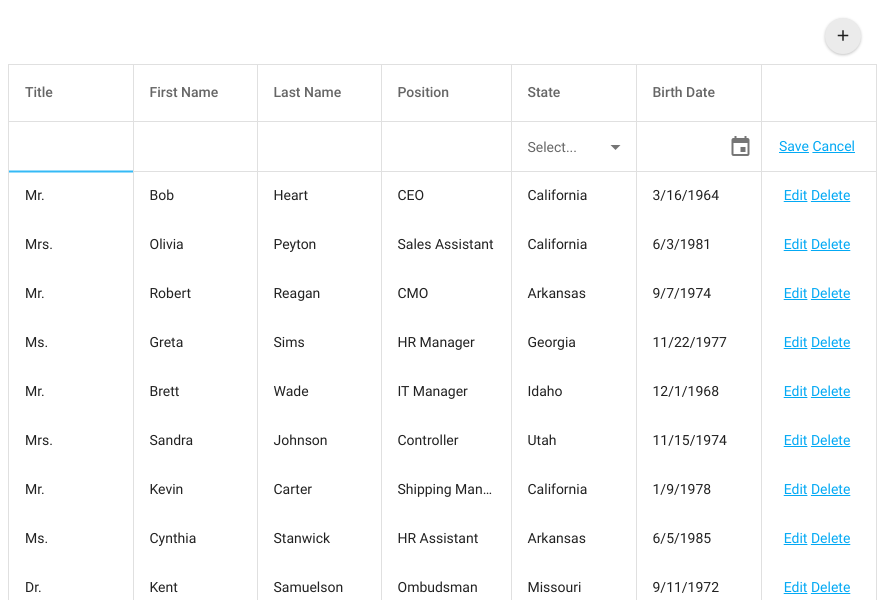 +
Title First Name Last Name Position State Birth Date
Select... Save Cancel
Mr. Bob Heart CEO California 3/16/1964 Edit Delete
Mrs. Olivia Peyton Sales Assistant California 6/3/1981 Edit Delete
Mr. Robert Reagan CMO Arkansas 9/7/1974 Edit Delete
Ms. Greta Sims HR Manager Georgia 11/22/1977 Edit Delete
Mr. Brett Wade IT Manager Idaho 12/1/1968 Edit Delete
Mrs. Sandra Johnson Controller Utah 11/15/1974 Edit Delete
Mr. Kevin Carter Shipping Man... California 1/9/1978 Edit Delete
Ms. Cynthia Stanwick HR Assistant Arkansas 6/5/1985 Edit Delete
Dr. Kent Samuelson Ombudsman Missouri 9/11/1972 Edit Delete